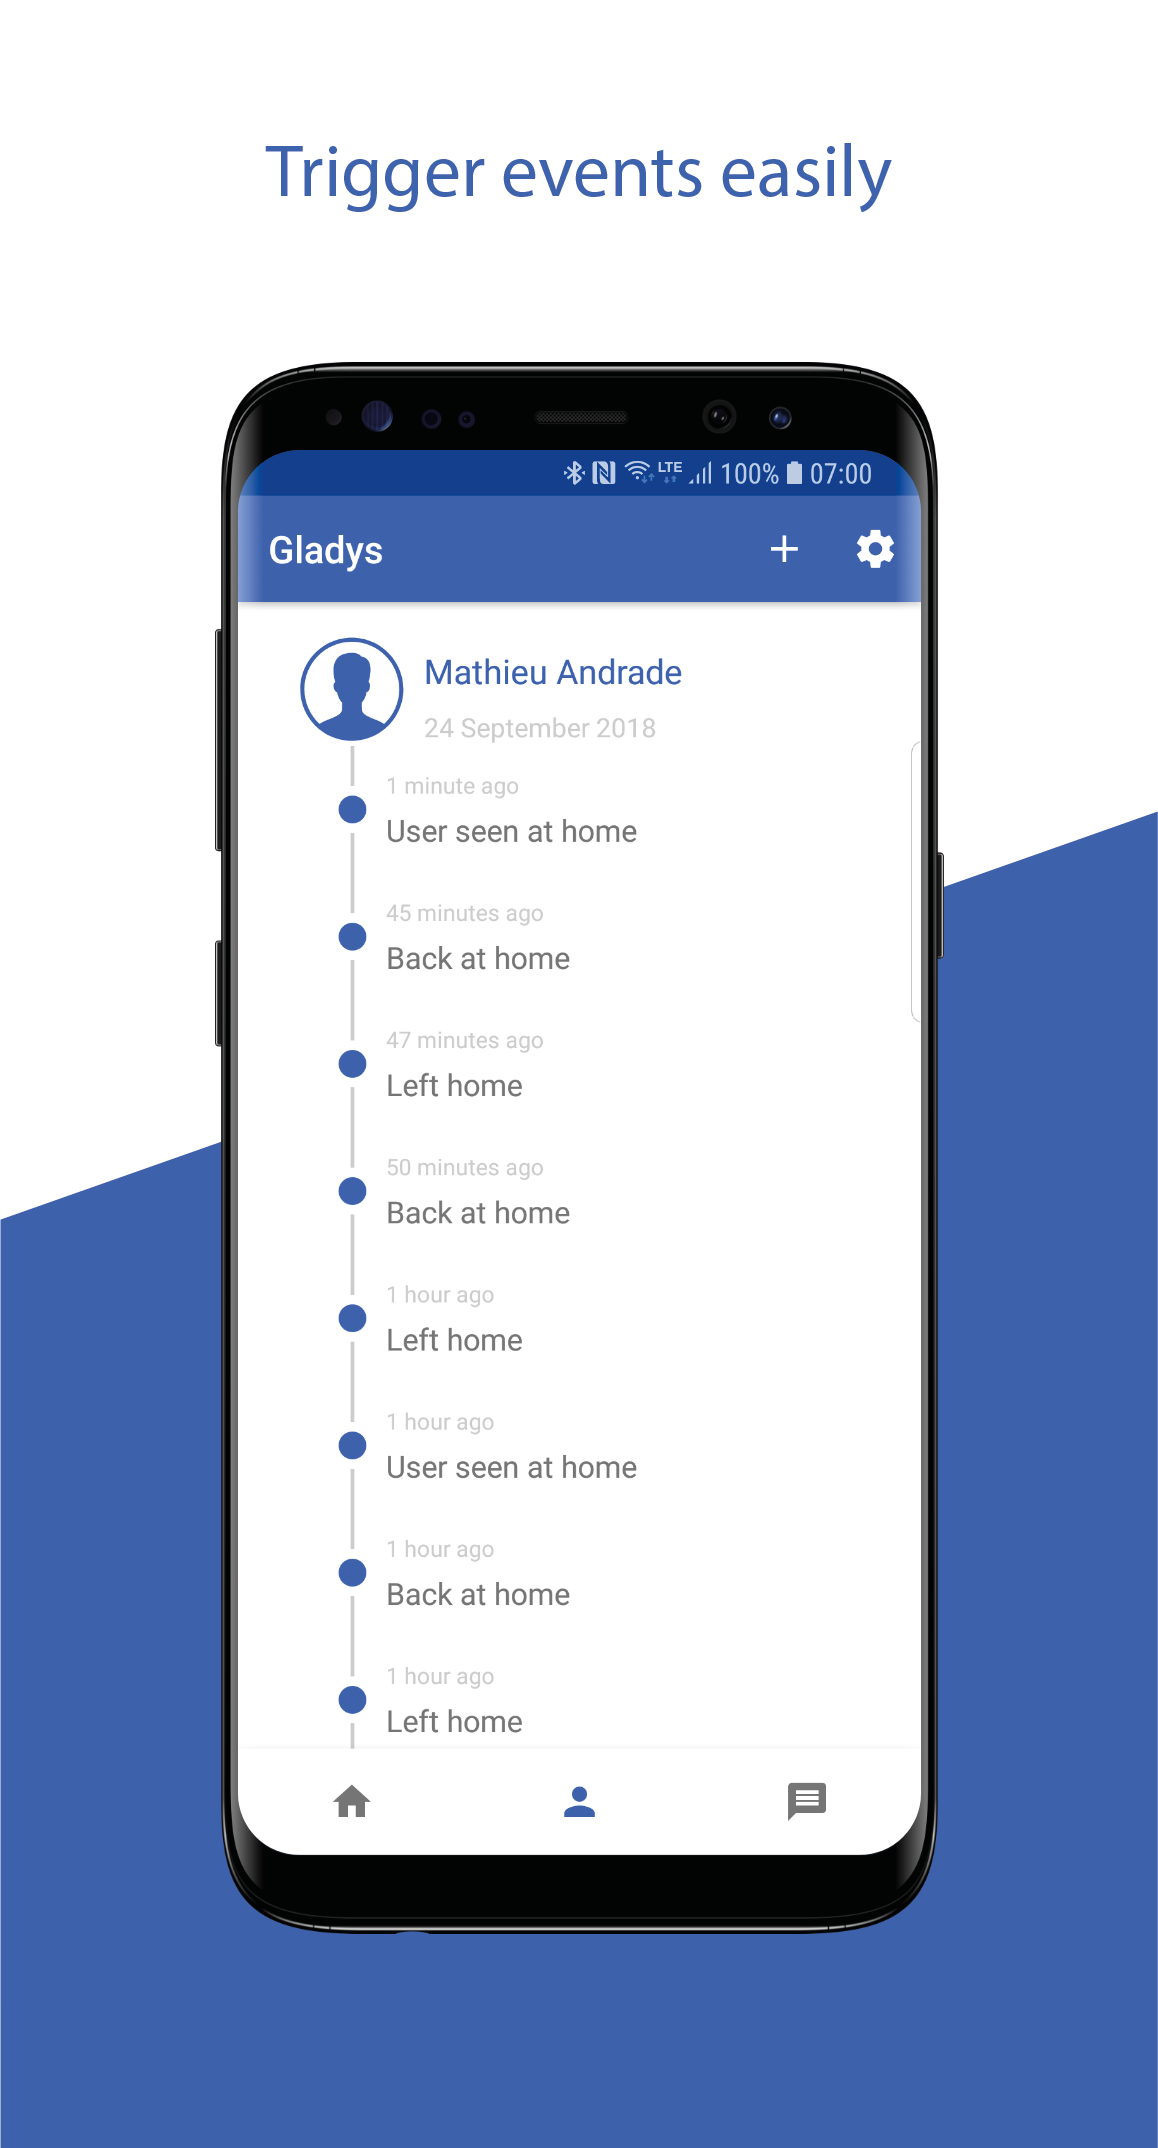 Trigger events easily
LTE 100% 07:00
Gladys
Mathieu Andrade
24 September 2018
1 minute ago
User seen at home
45 minutes ago
Back at home
47 minutes ago
Left home
50 minutes ago
Back at home
1 hour ago
Left home
1 hour ago
User seen at home
1 hour ago
Back at home
1 hour ago
Left home